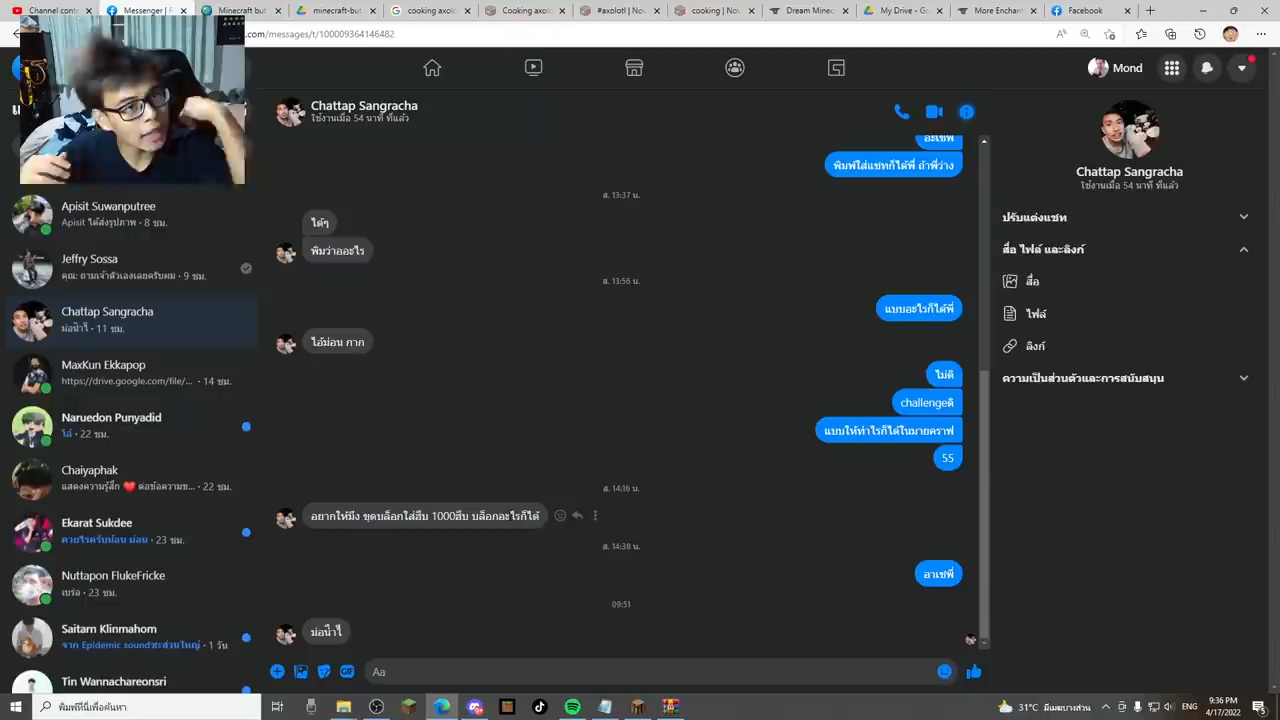 Channel content
Messenger | F
Minecraft bat
Minecraft bat
cooking axolo
Cooking axolo
Cooking axolo
#axolotl | Nov
cooking | Nov
Dream Minec
My Drive - Go
More Enchant
Facebook
.com/messages/t/100009364146482
Mond
Chattap Sangracha
ใช้งานเมื่อ 54 นาที ที่แล้ว
Chattap Sangracha
ใช้งานเมื่อ 54 นาที ที่แล้ว
ปรับแต่งแชท
สื่อ ไฟล์ และลิงก์
สื่อ
ไฟล์
ลิงก์
ความเป็นส่วนตัวและการสนับสนุน
Apisit Suwanputree
Apisit ได้ส่งรูปภาพ · 8 ชม.
Jeffry Sossa
คุณ: ถามเจ้าตัวเองเลยครับผม · 9 ชม.
Chattap Sangracha
MaxKun Ekkapop
https://drive.google.com/file/... · 14 ชม.
Naruedon Punyadid
โอ้ · 22 ชม.
Chaiyaphak
แสดงความรู้สึก ❤️ ต่อข้อความข... · 22 ชม.
Ekarat Sukdee
ควยไรครับน้อน ม่อน · 23 ชม.
Nuttapon FlukeFricke
เบรอ · 23 ชม.
Saitarn Klinmahom
จาก Epidemic soundซะส่วนใหญ่ · 1 วัน
Tin Wannachareonsri
พิมพ์ใส่แชทก็ได้พี่ ถ้าพี่ว่าง
ส. 13:37 น.
ได้ๆ
พิมว่าออะไร
ส. 13:56 น.
แบบอะไรก็ได้พี่
ไอ้ม่อน กาก
ไม่ดิ
challengeดิ
แบบให้ทำไรก็ได้ในมายคราฟ
55
ส. 14:16 น.
อยากให้มึง ขุดบล็อกใส่ฮีบ 1000ฮีบ บล็อกอะไรก็ได้
ส. 14:38 น.
อาเชพี่
09:51
Aa
พิมพ์ที่นี่เพื่อค้นหา
31°C มีเมฆบางส่วน
ENG
9:36 PM
4/17/2022
5